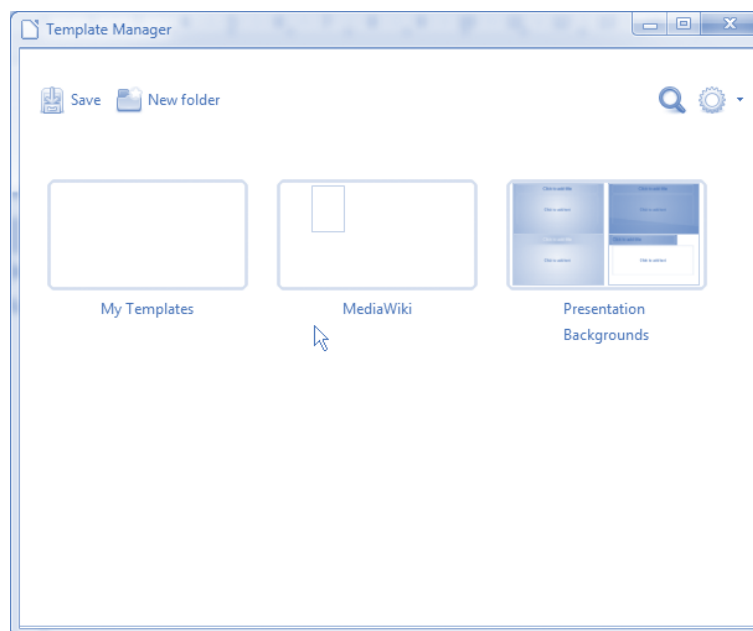 Template Manager
Save New folder
My Templates MediaWiki Presentation
Backgrounds